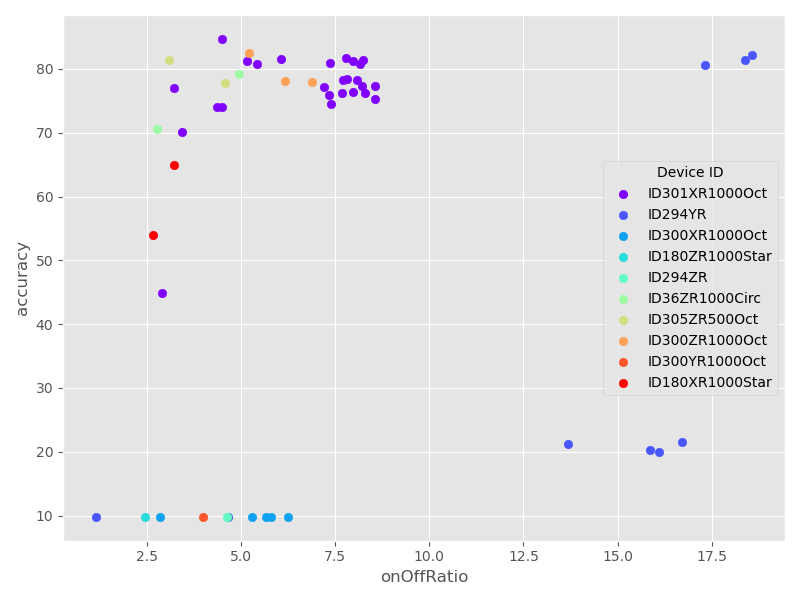 80
70
60
50
40
30
20
10
accuracy
2.5
5.0
7.5
10.0
12.5
15.0
17.5
onOffRatio
Device ID
ID301XR1000Oct
ID294YR
ID300XR1000Oct
ID180ZR1000Star
ID294ZR
ID36ZR1000Circ
ID305ZR500Oct
ID300ZR1000Oct
ID300YR1000Oct
ID180XR1000Star